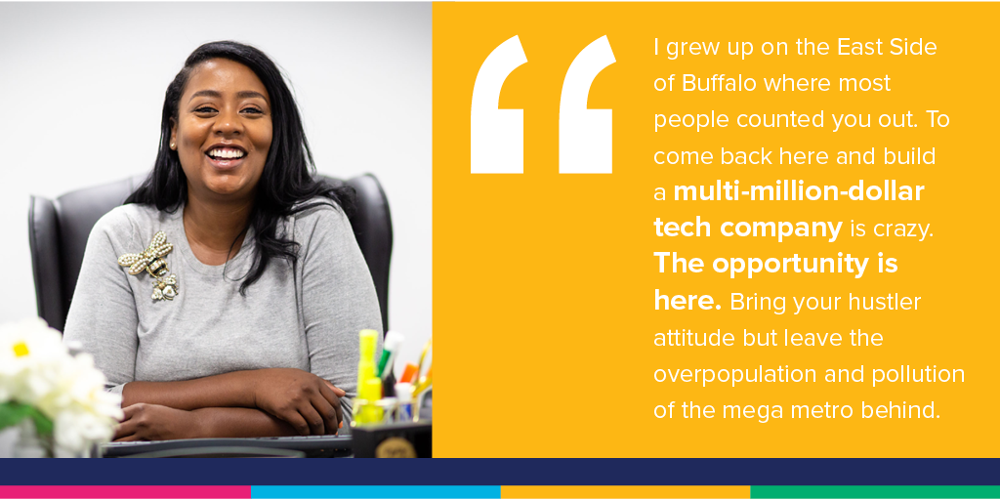 I grew up on the East Side
of Buffalo where most
people counted you out. To
come back here and build
a multi-million-dollar
tech company is crazy.
The opportunity is
here. Bring your hustler
attitude but leave the
overpopulation and pollution
of the mega metro behind.